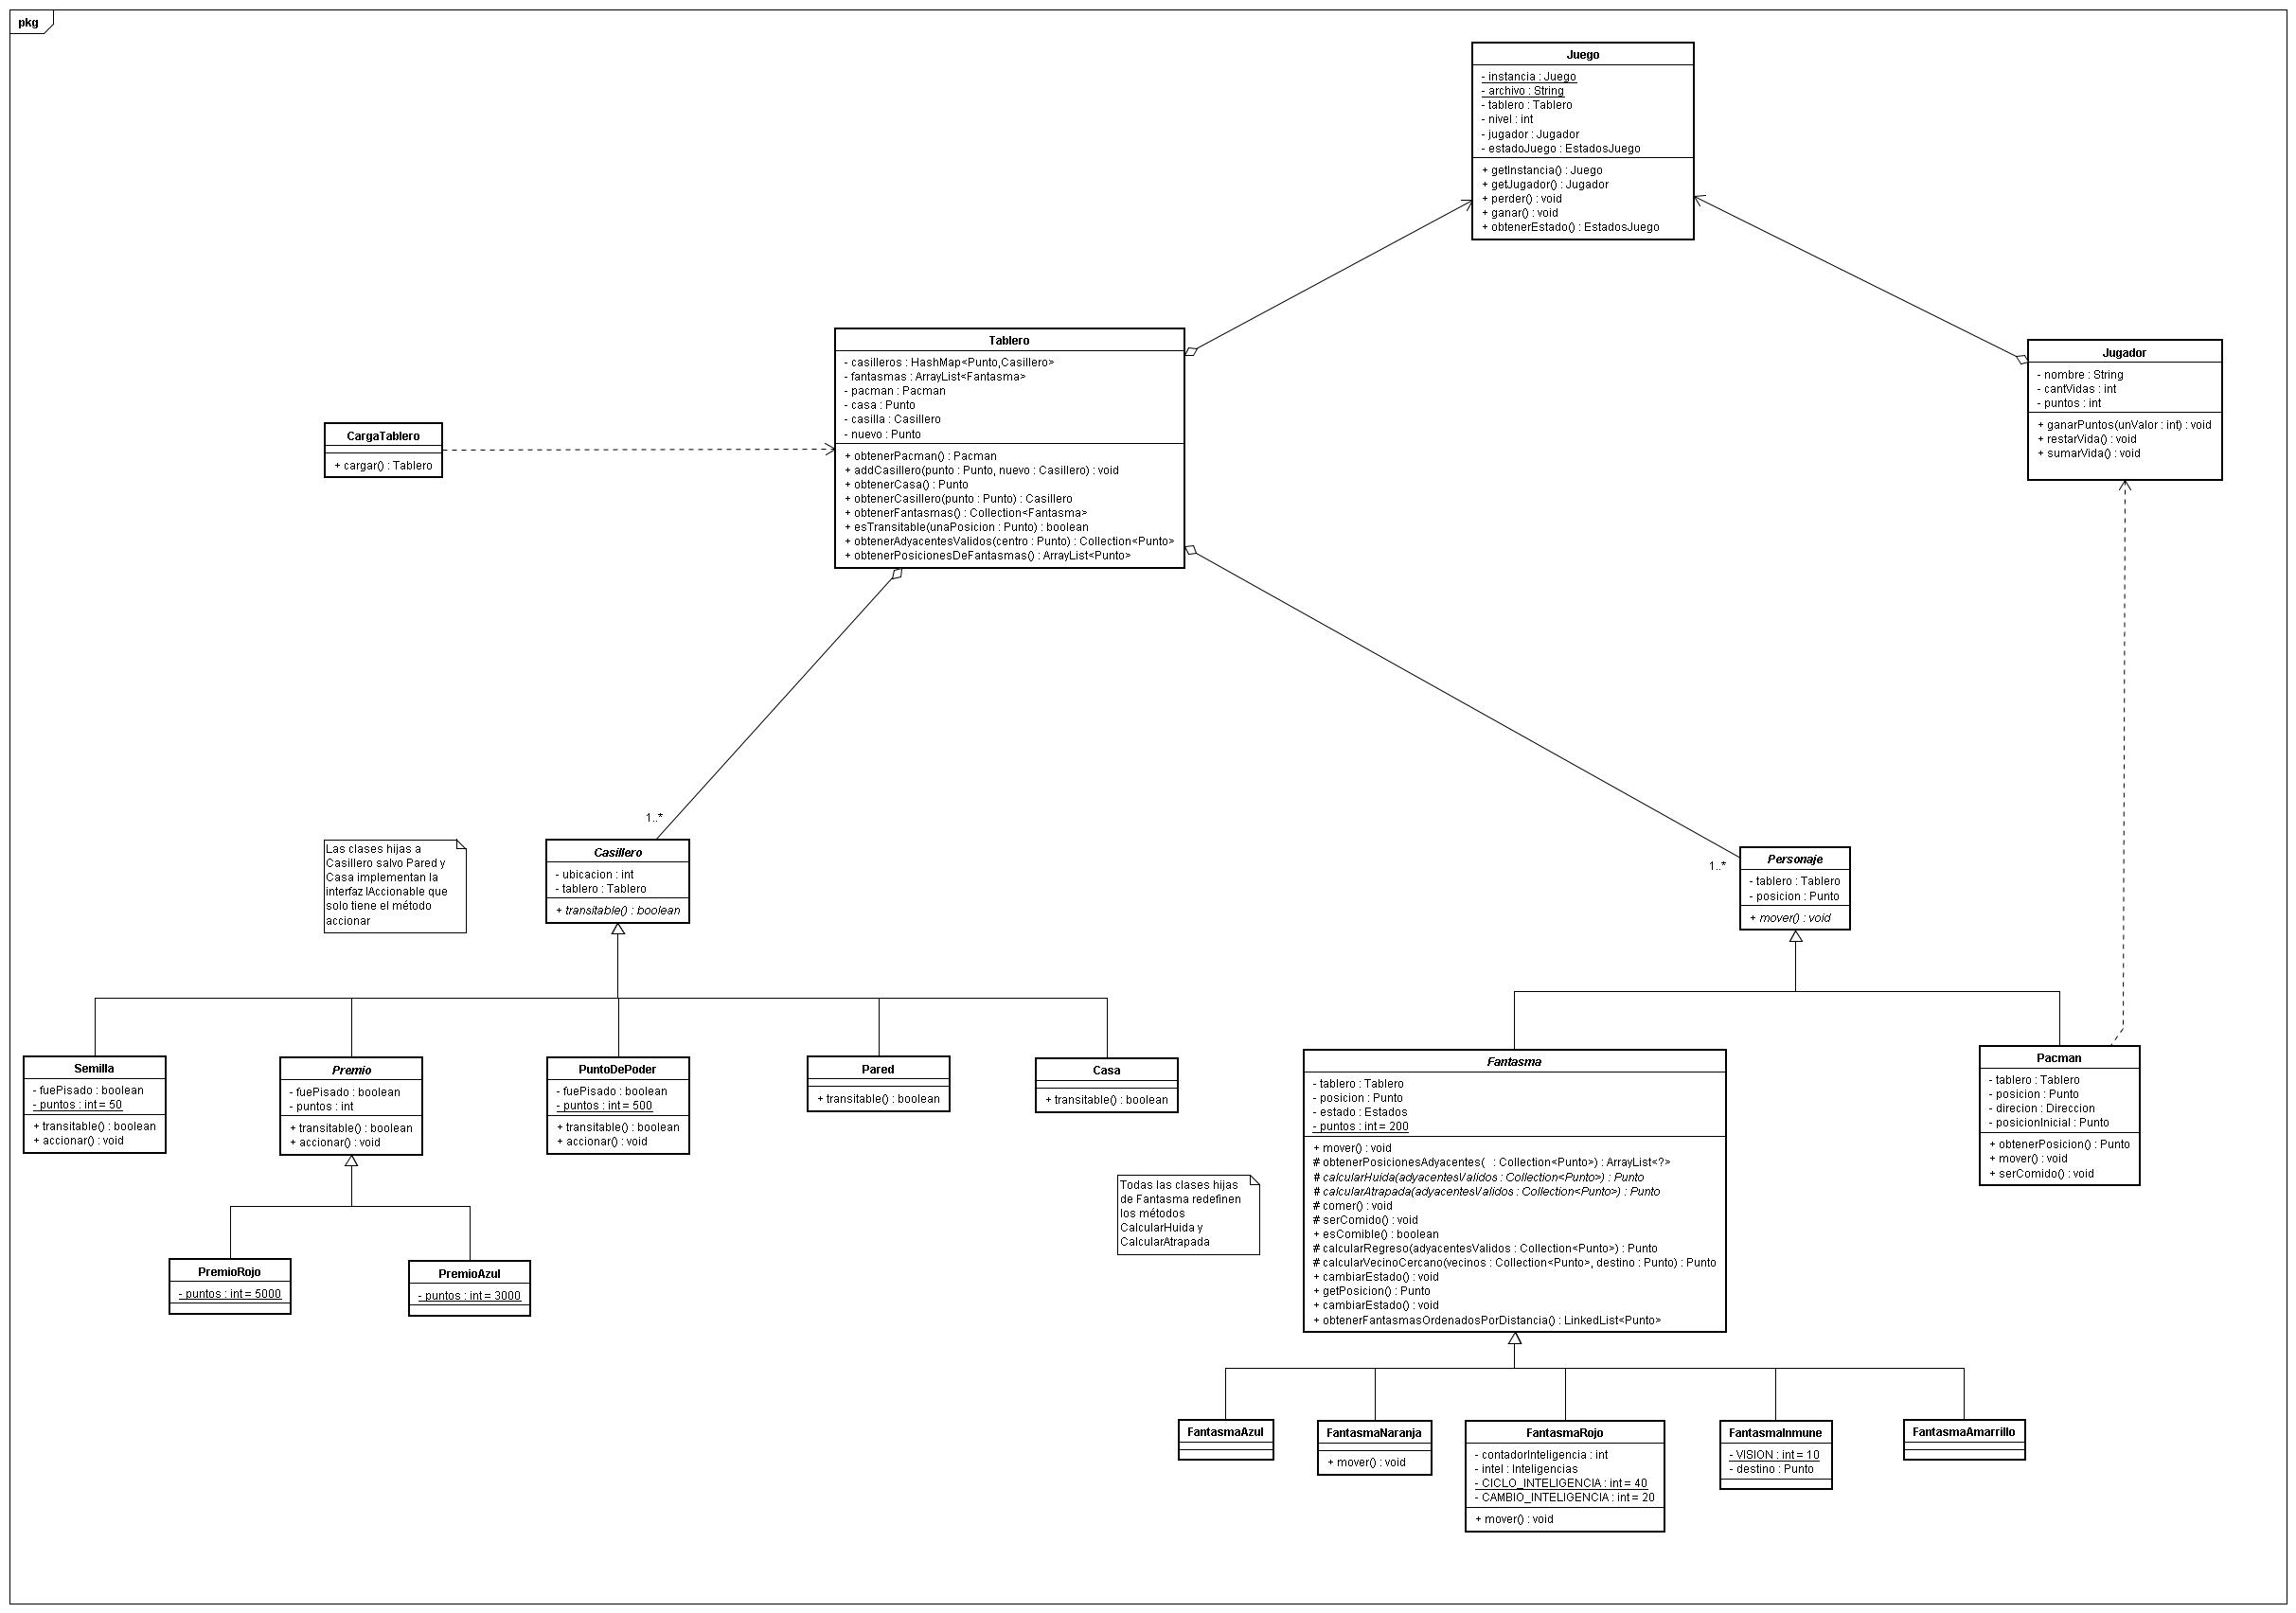 pkg
Juego
- instancia : Juego
- archivo : String
- tablero : Tablero
- nivel : int
- jugador : Jugador
- estadoJuego : EstadosJuego
+ getInstancia() : Juego
+ getJugador() : Jugador
+ perder() : void
+ ganar() : void
+ obtenerEstado() : EstadosJuego
Tablero
- casilleros : HashMap<Punto,Casillero>
- fantasmas : ArrayList<Fantasma>
- pacman : Pacman
- casa : Punto
- casilla : Casillero
- nuevo : Punto
+ obtenerPacman() : Pacman
+ addCasillero(punto : Punto, nuevo : Casillero) : void
+ obtenerCasa() : Punto
+ obtenerCasillero(punto : Punto) : Casillero
+ obtenerFantasmas() : Collection<Fantasma>
+ esTransitable(unaPosicion : Punto) : boolean
+ obtenerAdyacentesValidos(centro : Punto) : Collection<Punto>
+ obtenerPosicionesDeFantasmas() : ArrayList<Punto>
Jugador
- nombre : String
- cantVidas : int
- puntos : int
+ ganarPuntos(unValor : int) : void
+ restarVida() : void
+ sumarVida() : void
CargaTablero
+ cargar() : Tablero
1..*
1..*
Las clases hijas a
Casillero salvo Pared y
Casa implementan la
interfaz IAccionable que
solo tiene el método
accionar
Casillero
- ubicacion : int
- tablero : Tablero
+ transitable() : boolean
Personaje
- tablero : Tablero
- posicion : Punto
+ mover() : void
Semilla
- fuePisado : boolean
- puntos : int = 50
+ transitable() : boolean
+ accionar() : void
Premio
- fuePisado : boolean
- puntos : int
+ transitable() : boolean
+ accionar() : void
PuntoDePoder
- fuePisado : boolean
- puntos : int = 500
+ transitable() : boolean
+ accionar() : void
Pared
+ transitable() : boolean
Casa
+ transitable() : boolean
Fantasma
- tablero : Tablero
- posicion : Punto
- estado : Estados
- puntos : int = 200
+ mover() : void
# obtenerPosicionesAdyacentes(  : Collection<Punto>) : ArrayList<?>
# calcularHuida(adyacentesValidos : Collection<Punto>) : Punto
# calcularAtrapada(adyacentesValidos : Collection<Punto>) : Punto
# comer() : void
# serComido() : void
+ esComible() : boolean
# calcularRegreso(adyacentesValidos : Collection<Punto>) : Punto
# calcularVecinoCercano(vecinos : Collection<Punto>, destino : Punto) : Punto
+ cambiarEstado() : void
+ getPosicion() : Punto
+ cambiarEstado() : void
+ obtenerFantasmasOrdenadosPorDistancia() : LinkedList<Punto>
Pacman
- tablero : Tablero
- posicion : Punto
- direcion : Direccion
- posicionInicial : Punto
+ obtenerPosicion() : Punto
+ mover() : void
+ serComido() : void
Todas las clases hijas
de Fantasma redefinen
los métodos
CalcularHuida y
CalcularAtrapada
PremioRojo
- puntos : int = 5000
PremioAzul
- puntos : int = 3000
FantasmaAzul
FantasmaNaranja
+ mover() : void
FantasmaRojo
- contadorInteligencia : int
- intel : Inteligencias
- CICLO_INTELIGENCIA : int = 40
- CAMBIO_INTELIGENCIA : int = 20
+ mover() : void
FantasmaInmune
- VISION : int = 10
- destino : Punto
FantasmaAmarrillo